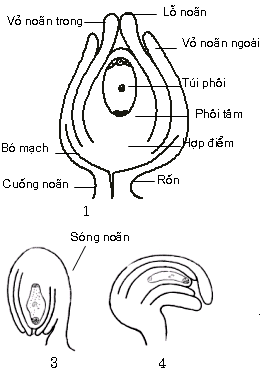 Lỗ noãn
Vỏ noãn trong
Vỏ noãn ngoài
Túi phôi
Phôi tâm
Hợp điểm
Bó mạch
Cuống noãn
Rốn
1
Sóng noãn
3
4